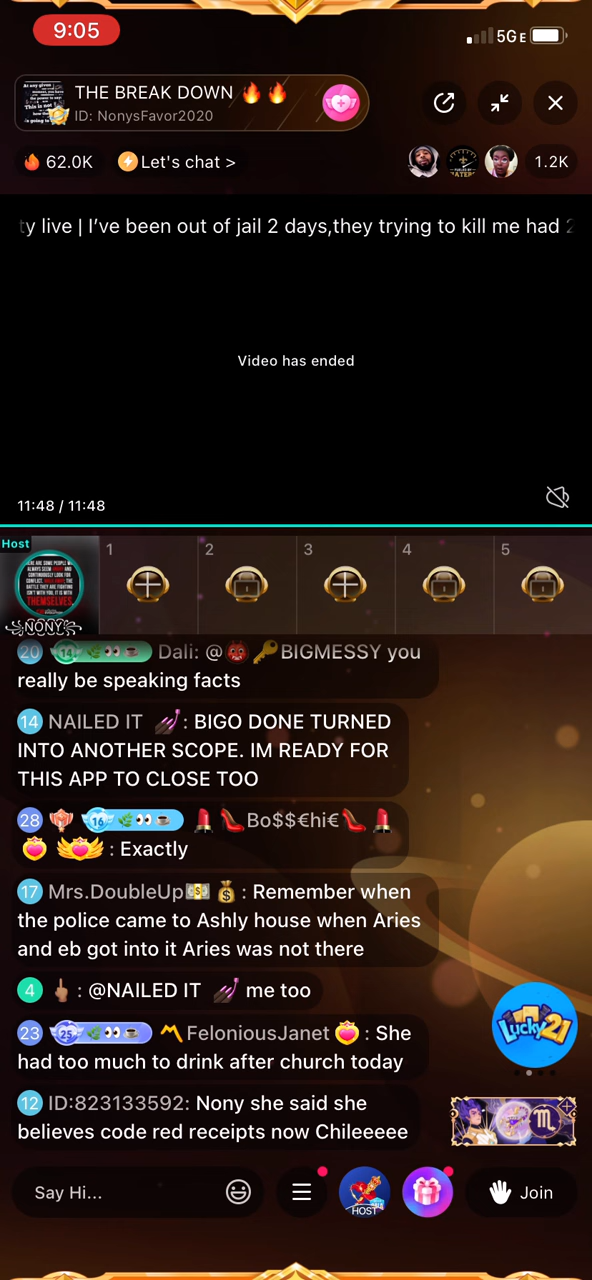 9:05
5G E
THE BREAK DOWN 🔥🔥
ID: NonysFavor2020
62.0K
Let's chat >
1.2K
ty live | I've been out of jail 2 days,they trying to kill me had 2
Video has ended
11:48 / 11:48
Host
1
2
3
4
5
THEMSELVES.
NONY
20 14 🌿👀☕ Dali: @👹🔑BIGMESSY you
really be speaking facts
14 NAILED IT 💅🏿: BIGO DONE TURNED
INTO ANOTHER SCOPE. IM READY FOR
THIS APP TO CLOSE TOO
28 16 🌿👀☕ 💄👠Bo$$€hi€👠💄
: Exactly
17 Mrs.DoubleUp💵💰: Remember when
the police came to Ashly house when Aries
and eb got into it Aries was not there
4 🖕🏽: @NAILED IT 💅🏿 me too
23 25 🌿👀☕ 〽️FeloniousJanet : She
had too much to drink after church today
12 ID:823133592: Nony she said she
believes code red receipts now Chileeeee
Lucky21
♏
Say Hi...
HOST
Join